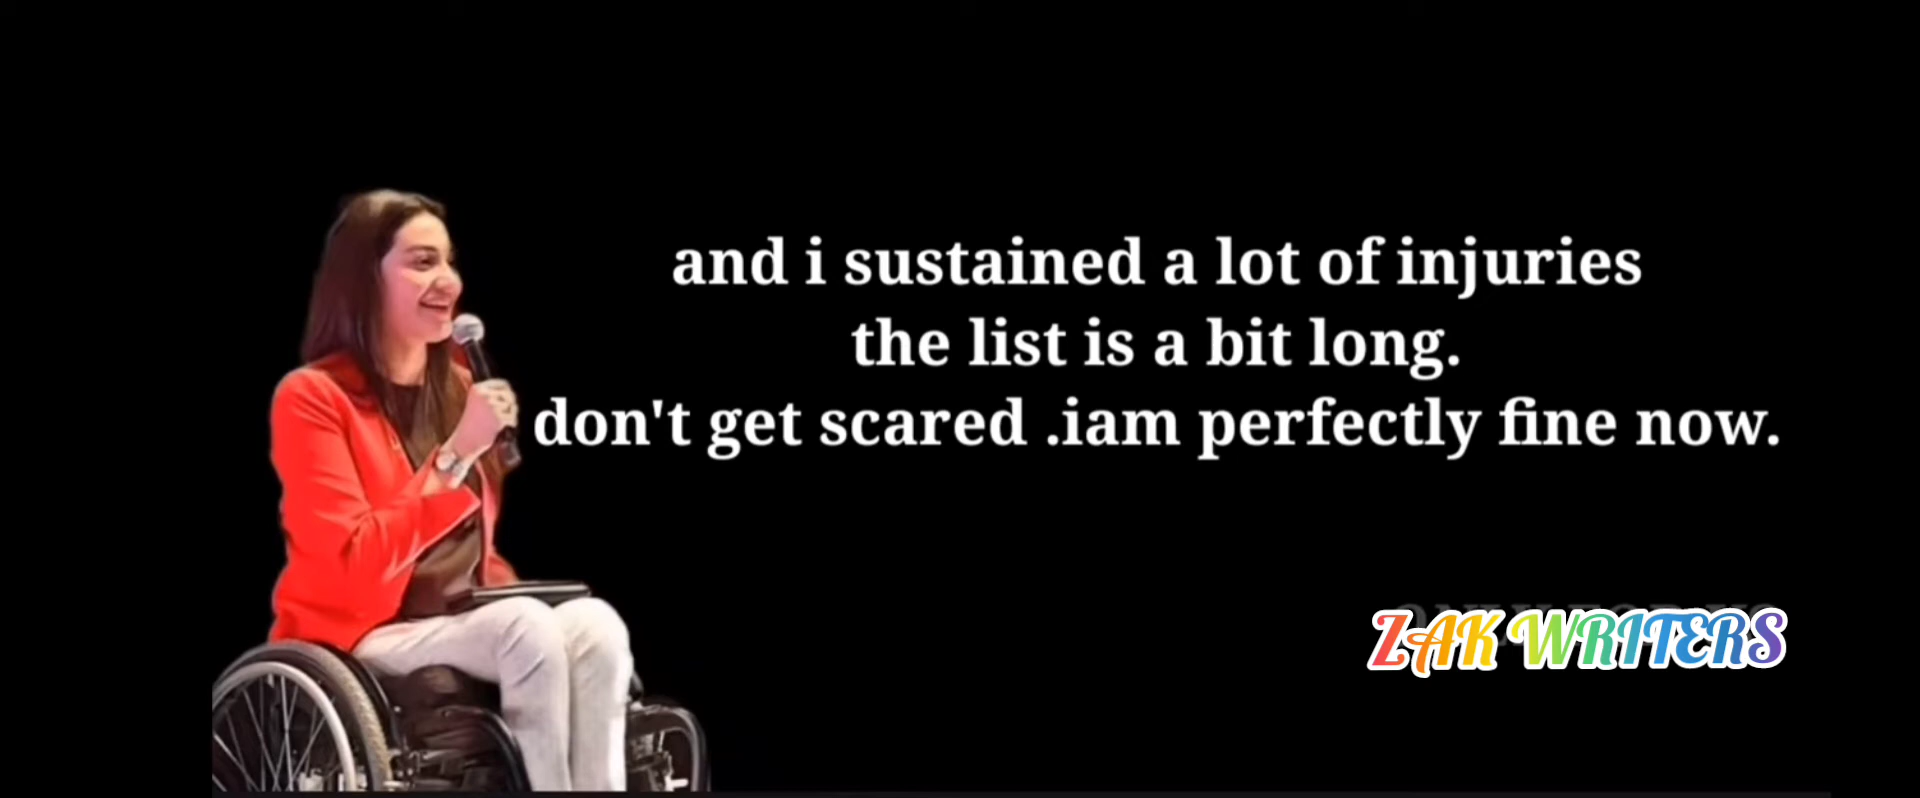 and i sustained a lot of injuries
the list is a bit long.
don't get scared .iam perfectly fine now.
ZAK WRITERS